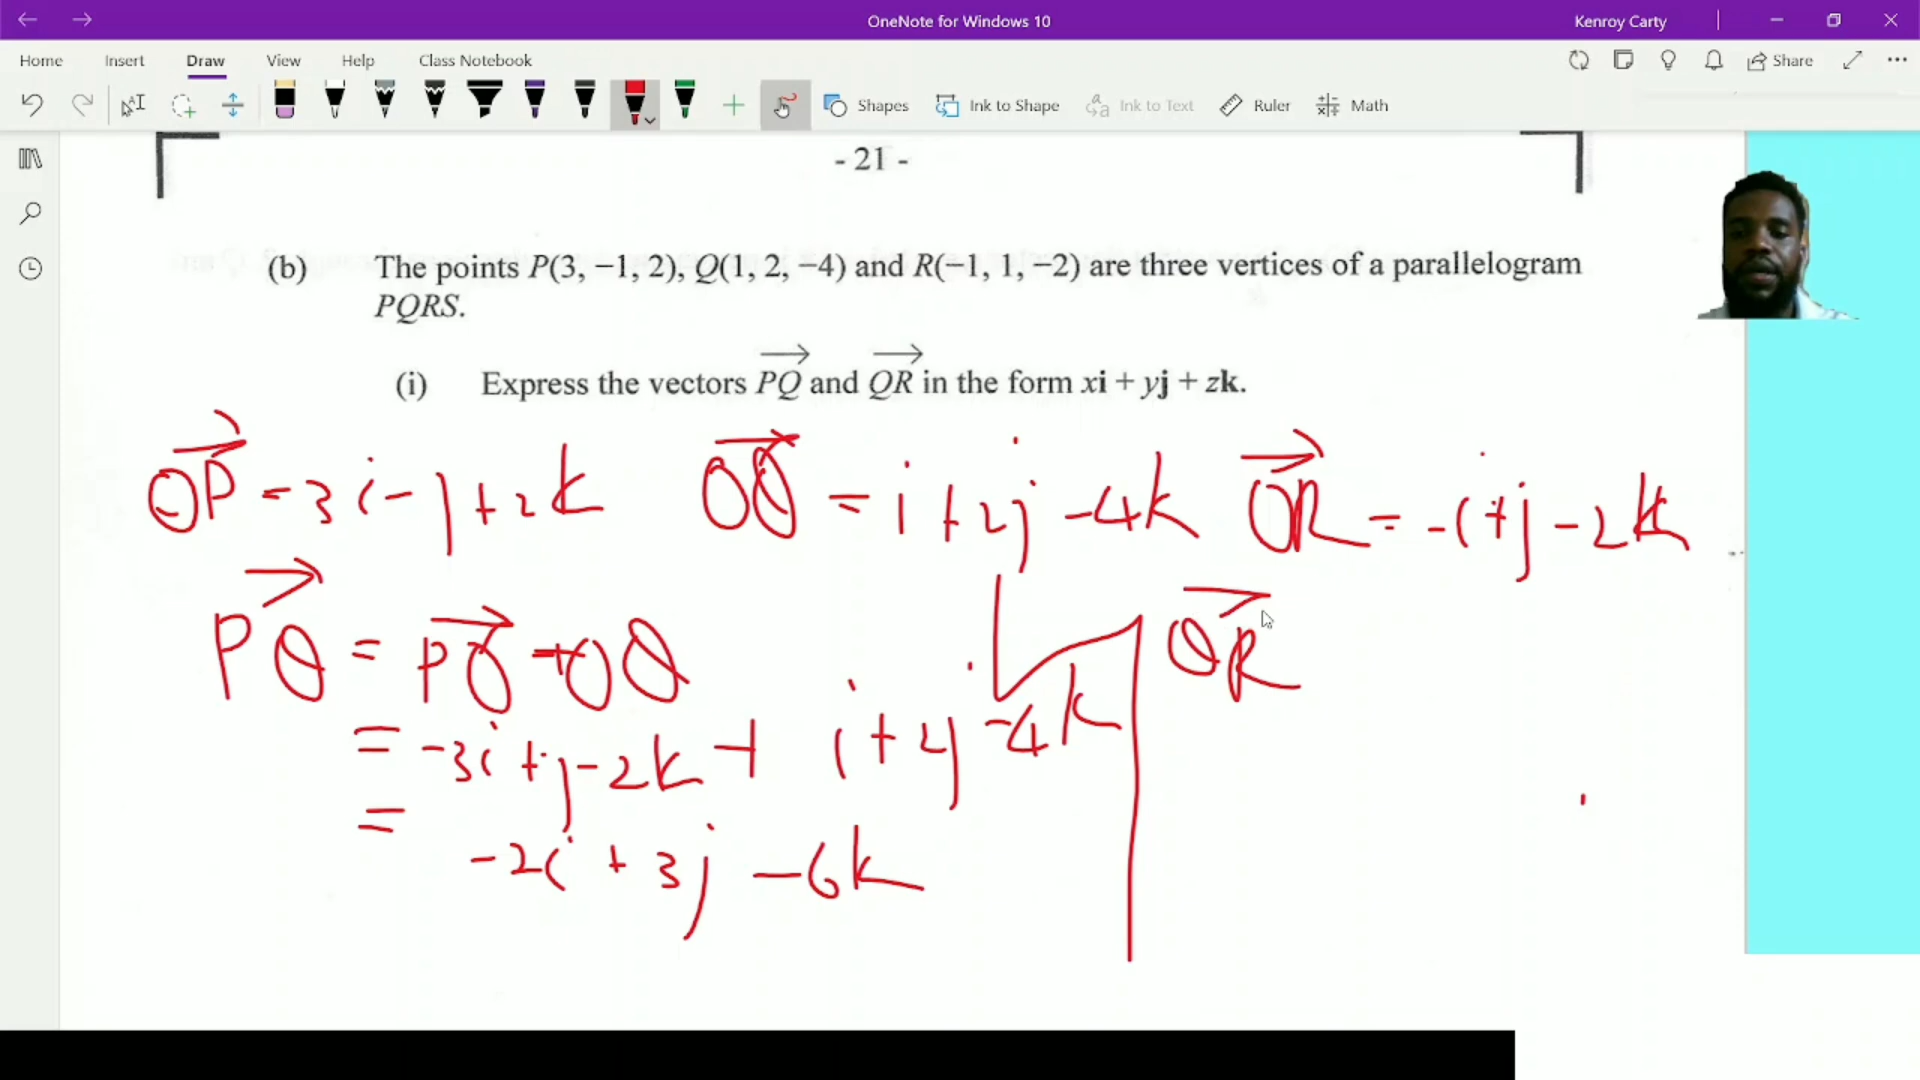 OneNote for Windows 10
Kenroy Carty
Home Insert Draw View Help Class Notebook
Share
Shapes Ink to Shape Ink to Text Ruler Math
- 21 -
(b) The points P(3, −1, 2), Q(1, 2, −4) and R(−1, 1, −2) are three vertices of a parallelogram
PQRS.
(i) Express the vectors PQ and QR in the form xi + yj + zk.
OP = 3i - j + 2k OQ = i + 2j - 4k OR = -i + j - 2k
PQ = PO + OQ QR
= -3i + j - 2k + i + 2j - 4k
=
-2i + 3j - 6k